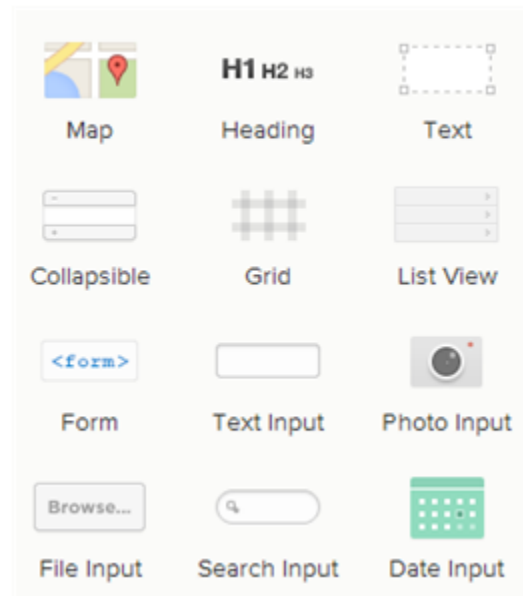 H1 H2 H3
Map Heading Text
Collapsible Grid List View
<form>
Form Text Input Photo Input
Browse...
File Input Search Input Date Input